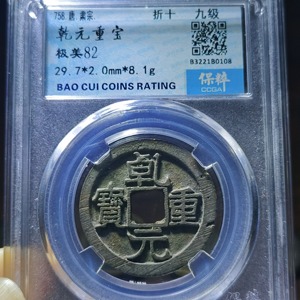 758.唐.肃宗.
折十 九级
乾元重宝
极美82
29.7*2.0mm*8.1g
BAO CUI COINS RATING
B3221B0108
保粹
CCGA
乾元重寶